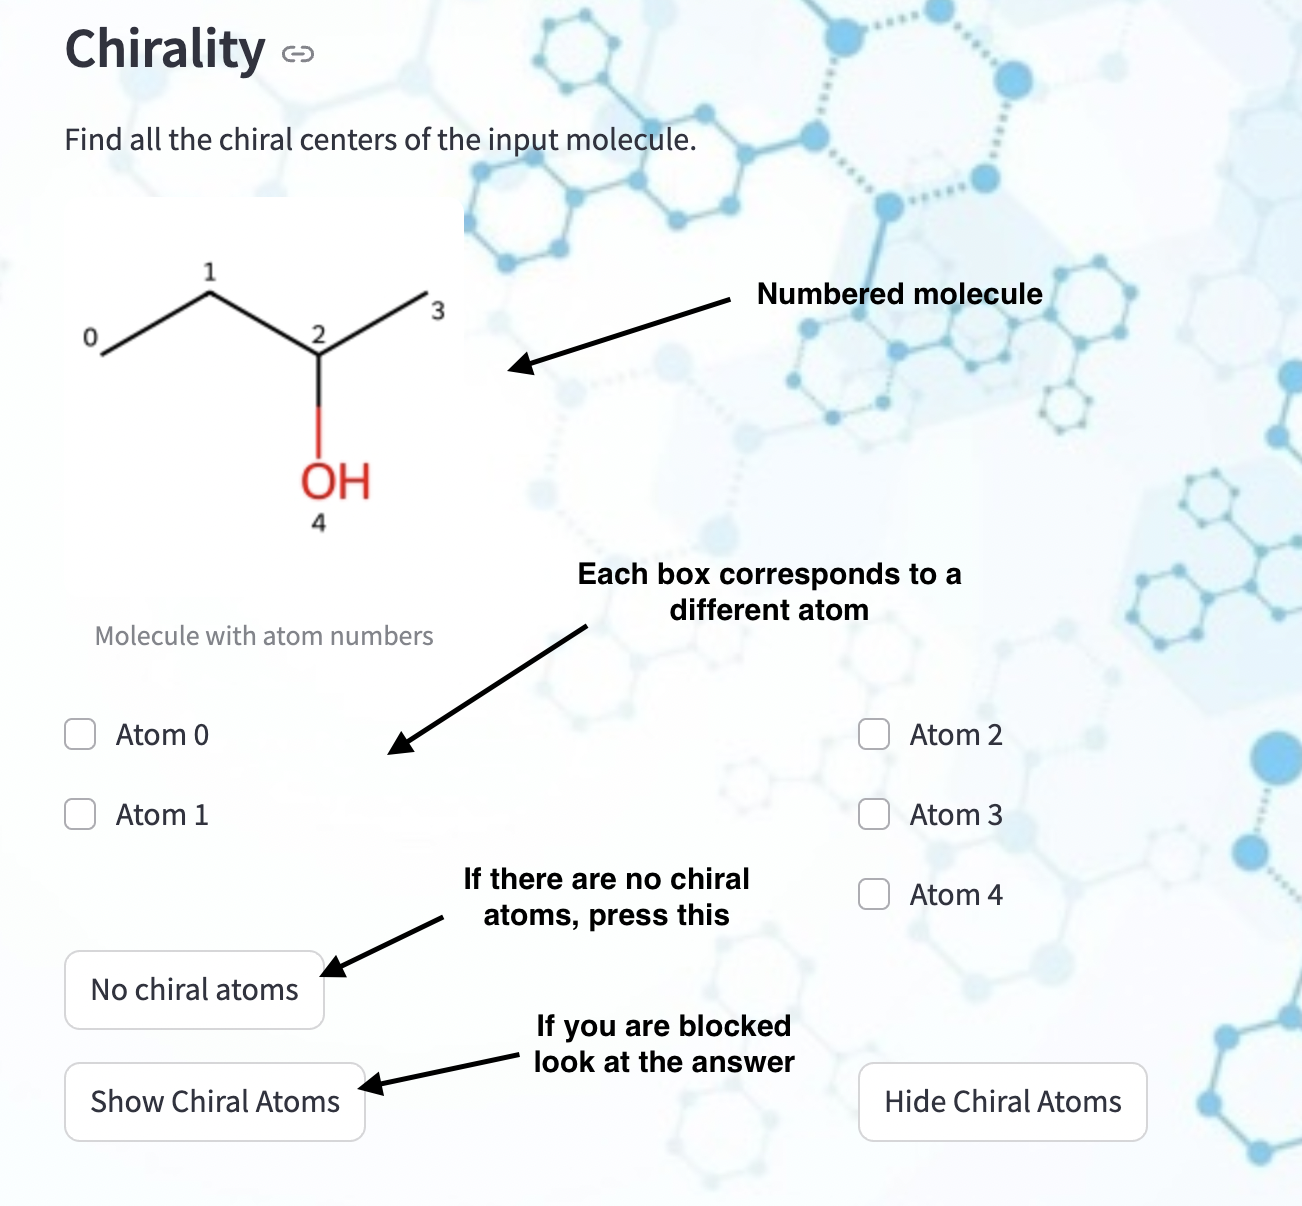 Chirality
Find all the chiral centers of the input molecule.
1
0
2
3
OH
4
Numbered molecule
Each box corresponds to a
different atom
Molecule with atom numbers
Atom 0
Atom 2
Atom 1
Atom 3
Atom 4
If there are no chiral
atoms, press this
No chiral atoms
If you are blocked
look at the answer
Show Chiral Atoms
Hide Chiral Atoms